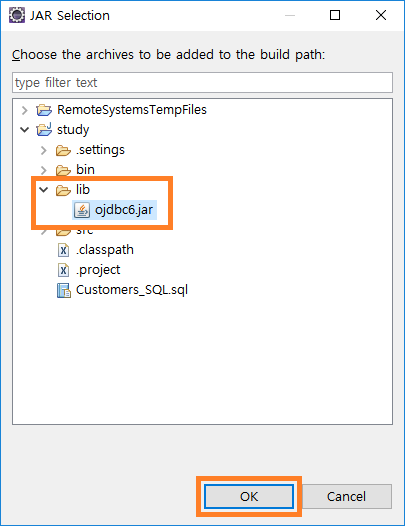 JAR Selection
Choose the archives to be added to the build path:
type filter text
RemoteSystemsTempFiles
study
.settings
bin
lib
ojdbc6.jar
src
.classpath
.project
Customers_SQL.sql
OK
Cancel